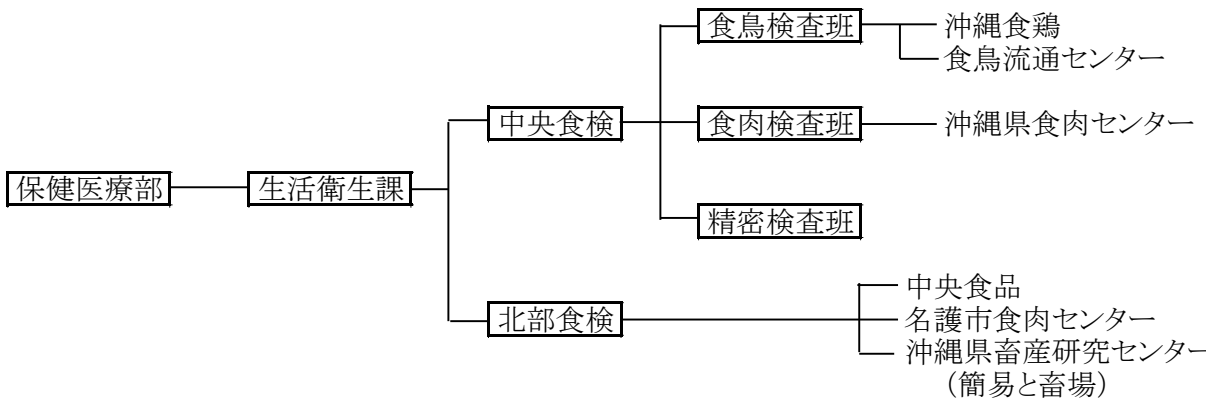 食鳥検査班
沖縄食鶏
食鳥流通センター
中央食検
食肉検査班
沖縄県食肉センター
保健医療部
生活衛生課
精密検査班
北部食検
中央食品
名護市食肉センター
沖縄県畜産研究センター
（簡易と畜場）